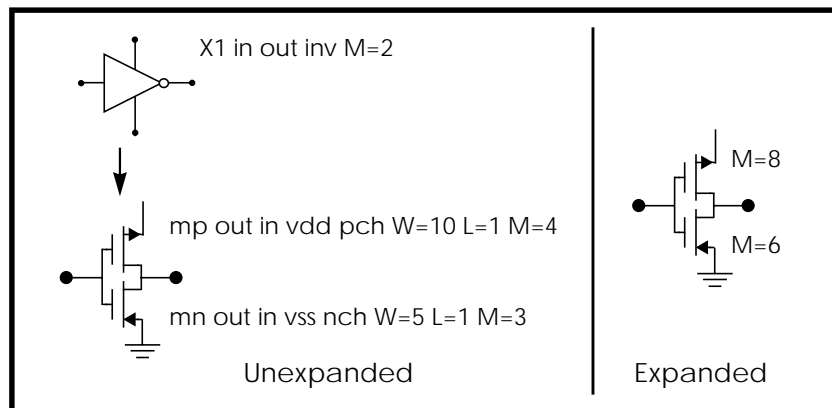 X1 in out inv M=2
mp out in vdd pch W=10 L=1 M=4
mn out in vss nch W=5 L=1 M=3
Unexpanded
M=8
M=6
Expanded